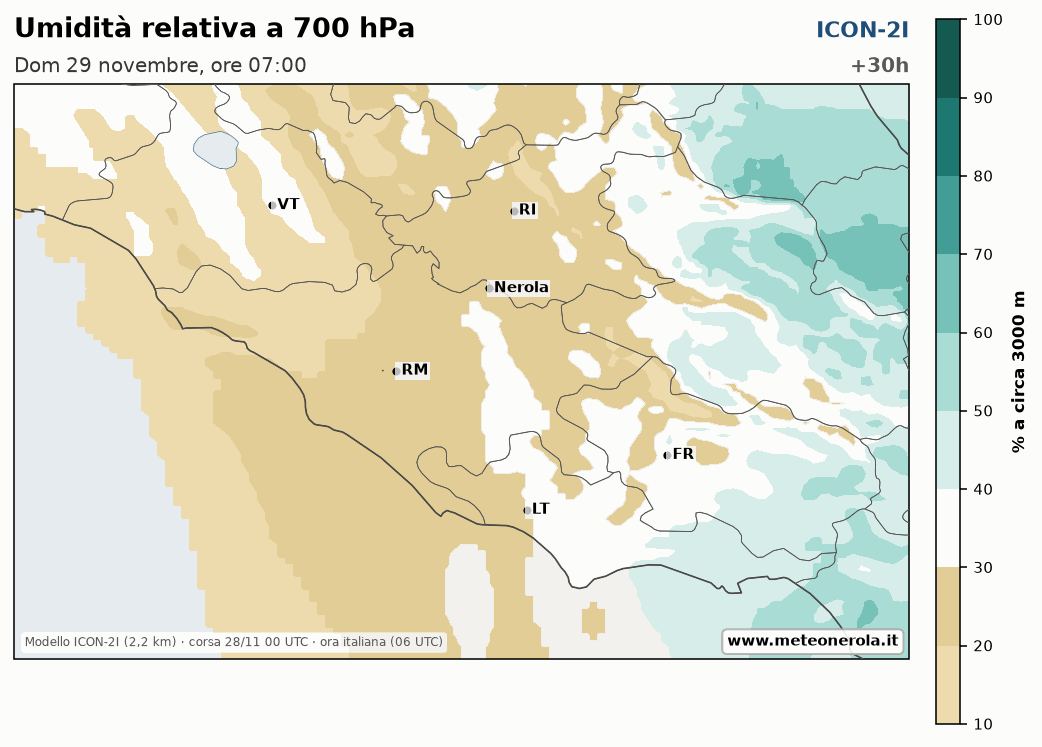 Umidità relativa a 700 hPa
ICON-2I
Dom 29 novembre, ore 07:00
+30h
100
90
80
70
60
50
40
30
20
10
% a circa 3000 m
VT
RI
Nerola
RM
FR
LT
Modello ICON-2I (2,2 km) · corsa 28/11 00 UTC · ora italiana (06 UTC)
www.meteonerola.it